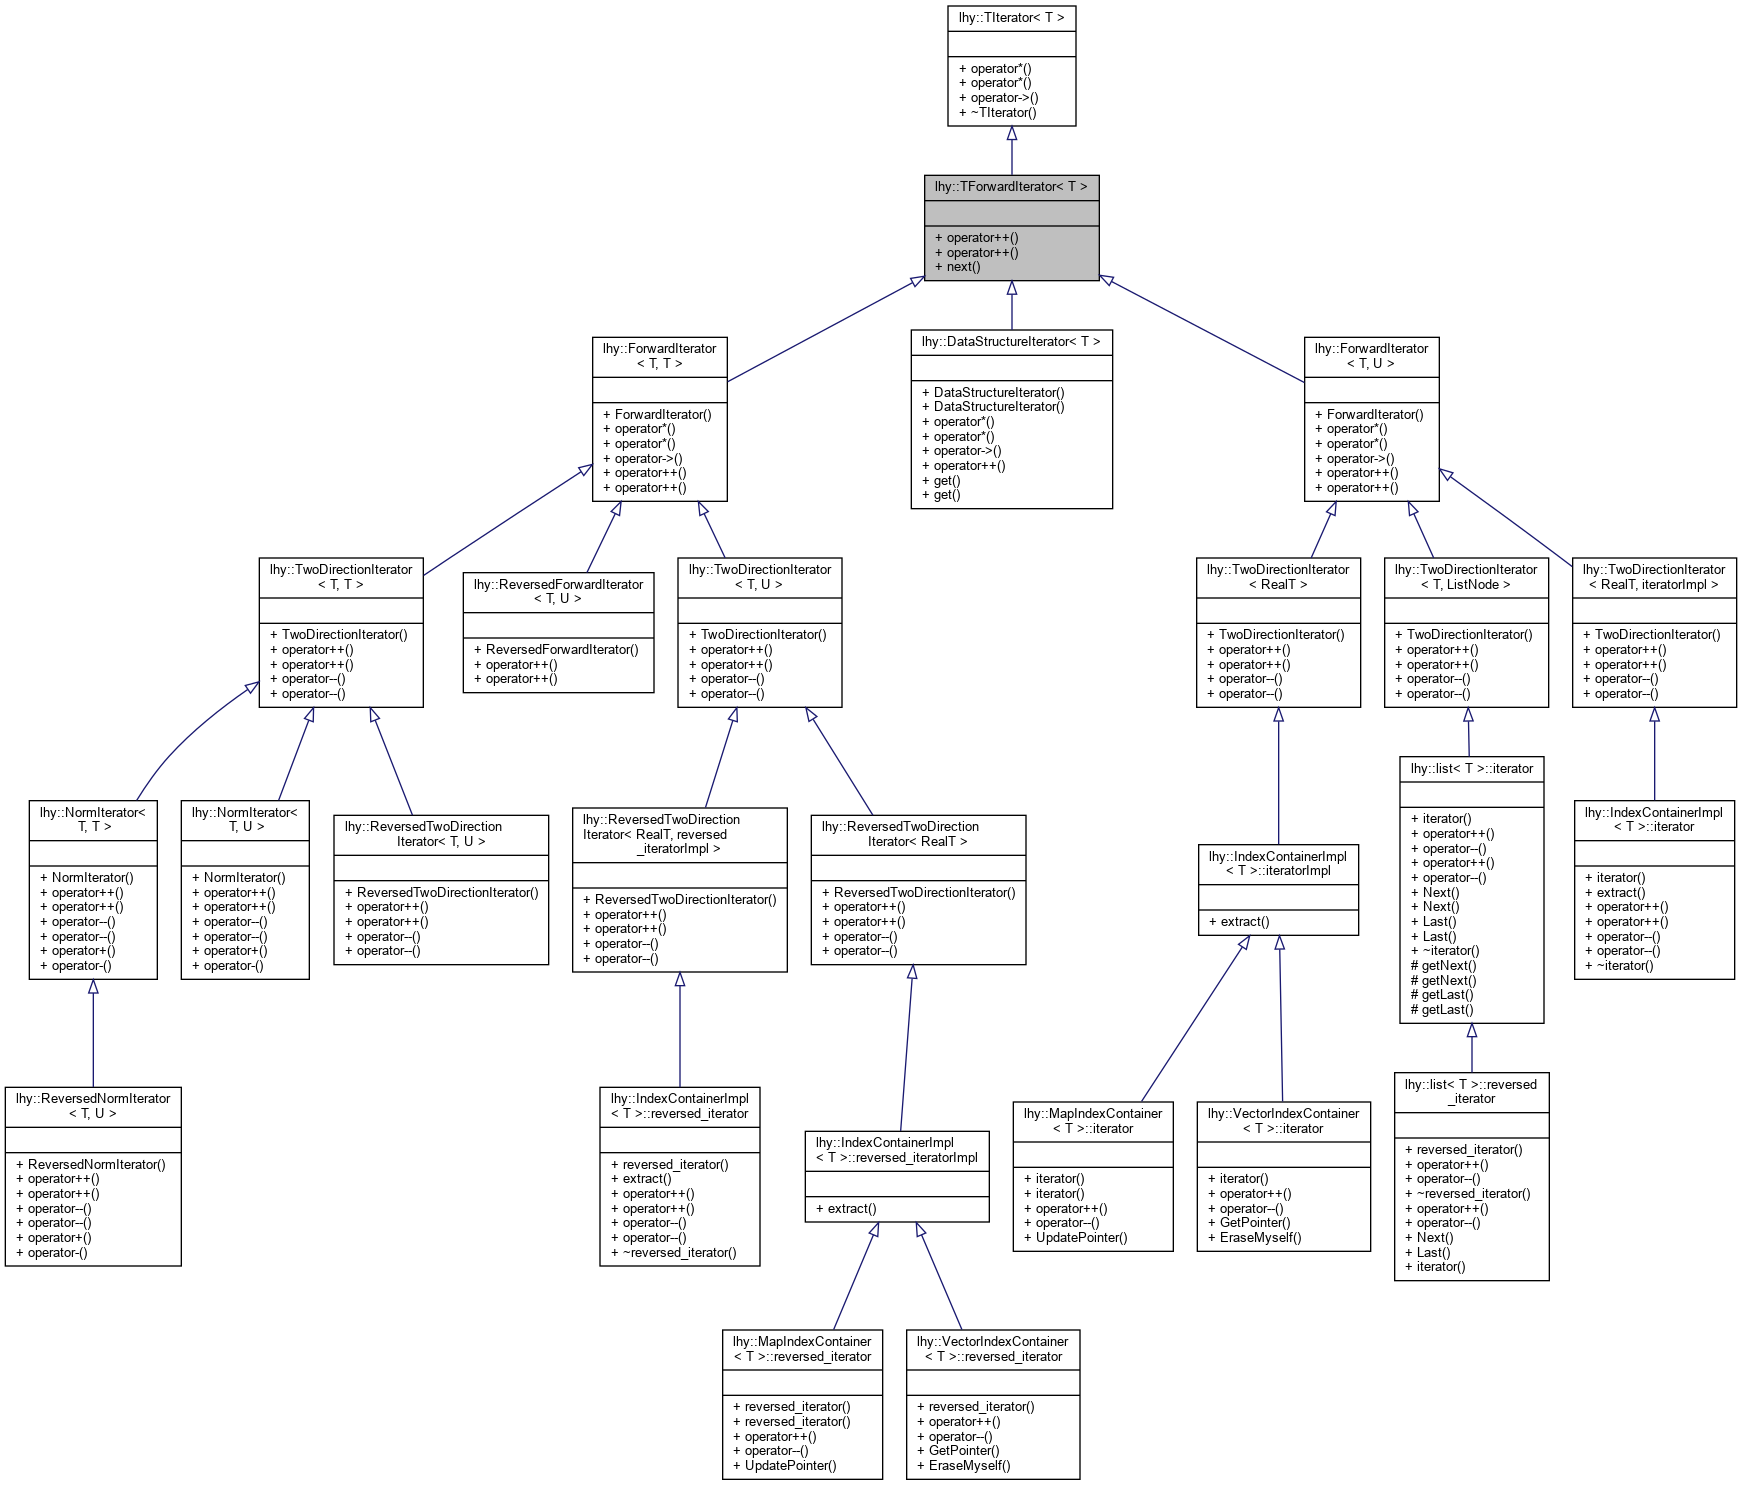 lhy::TIterator< T >
+ operator*()
+ operator*()
+ operator->()
+ ~TIterator()
lhy::TForwardIterator< T >
+ operator++()
+ operator++()
+ next()
lhy::ForwardIterator
< T, T >
+ ForwardIterator()
+ operator*()
+ operator*()
+ operator->()
+ operator++()
+ operator++()
lhy::DataStructureIterator< T >
+ DataStructureIterator()
+ DataStructureIterator()
+ operator*()
+ operator*()
+ operator->()
+ operator++()
+ get()
+ get()
lhy::ForwardIterator
< T, U >
+ ForwardIterator()
+ operator*()
+ operator*()
+ operator->()
+ operator++()
+ operator++()
lhy::TwoDirectionIterator
< T, T >
+ TwoDirectionIterator()
+ operator++()
+ operator++()
+ operator--()
+ operator--()
lhy::ReversedForwardIterator
< T, U >
+ ReversedForwardIterator()
+ operator++()
+ operator++()
lhy::TwoDirectionIterator
< T, U >
+ TwoDirectionIterator()
+ operator++()
+ operator++()
+ operator--()
+ operator--()
lhy::TwoDirectionIterator
< RealT >
+ TwoDirectionIterator()
+ operator++()
+ operator++()
+ operator--()
+ operator--()
lhy::TwoDirectionIterator
< T, ListNode >
+ TwoDirectionIterator()
+ operator++()
+ operator++()
+ operator--()
+ operator--()
lhy::TwoDirectionIterator
< RealT, iteratorImpl >
+ TwoDirectionIterator()
+ operator++()
+ operator++()
+ operator--()
+ operator--()
lhy::NormIterator<
T, T >
+ NormIterator()
+ operator++()
+ operator++()
+ operator--()
+ operator--()
+ operator+()
+ operator-()
lhy::NormIterator<
T, U >
+ NormIterator()
+ operator++()
+ operator++()
+ operator--()
+ operator--()
+ operator+()
+ operator-()
lhy::ReversedTwoDirection
Iterator< T, U >
+ ReversedTwoDirectionIterator()
+ operator++()
+ operator++()
+ operator--()
+ operator--()
lhy::ReversedTwoDirection
Iterator< RealT, reversed
_iteratorImpl >
+ ReversedTwoDirectionIterator()
+ operator++()
+ operator++()
+ operator--()
+ operator--()
lhy::ReversedTwoDirection
Iterator< RealT >
+ ReversedTwoDirectionIterator()
+ operator++()
+ operator++()
+ operator--()
+ operator--()
lhy::IndexContainerImpl
< T >::iteratorImpl
+ extract()
lhy::list< T >::iterator
+ iterator()
+ operator++()
+ operator--()
+ operator++()
+ operator--()
+ Next()
+ Next()
+ Last()
+ Last()
+ ~iterator()
# getNext()
# getNext()
# getLast()
# getLast()
lhy::IndexContainerImpl
< T >::iterator
+ iterator()
+ extract()
+ operator++()
+ operator++()
+ operator--()
+ operator--()
+ ~iterator()
lhy::ReversedNormIterator
< T, U >
+ ReversedNormIterator()
+ operator++()
+ operator++()
+ operator--()
+ operator--()
+ operator+()
+ operator-()
lhy::IndexContainerImpl
< T >::reversed_iterator
+ reversed_iterator()
+ extract()
+ operator++()
+ operator++()
+ operator--()
+ operator--()
+ ~reversed_iterator()
lhy::IndexContainerImpl
< T >::reversed_iteratorImpl
+ extract()
lhy::MapIndexContainer
< T >::iterator
+ iterator()
+ iterator()
+ operator++()
+ operator--()
+ UpdatePointer()
lhy::VectorIndexContainer
< T >::iterator
+ iterator()
+ operator++()
+ operator--()
+ GetPointer()
+ EraseMyself()
lhy::list< T >::reversed
_iterator
+ reversed_iterator()
+ operator++()
+ operator--()
+ ~reversed_iterator()
+ operator++()
+ operator--()
+ Next()
+ Last()
+ iterator()
lhy::MapIndexContainer
< T >::reversed_iterator
+ reversed_iterator()
+ reversed_iterator()
+ operator++()
+ operator--()
+ UpdatePointer()
lhy::VectorIndexContainer
< T >::reversed_iterator
+ reversed_iterator()
+ operator++()
+ operator--()
+ GetPointer()
+ EraseMyself()